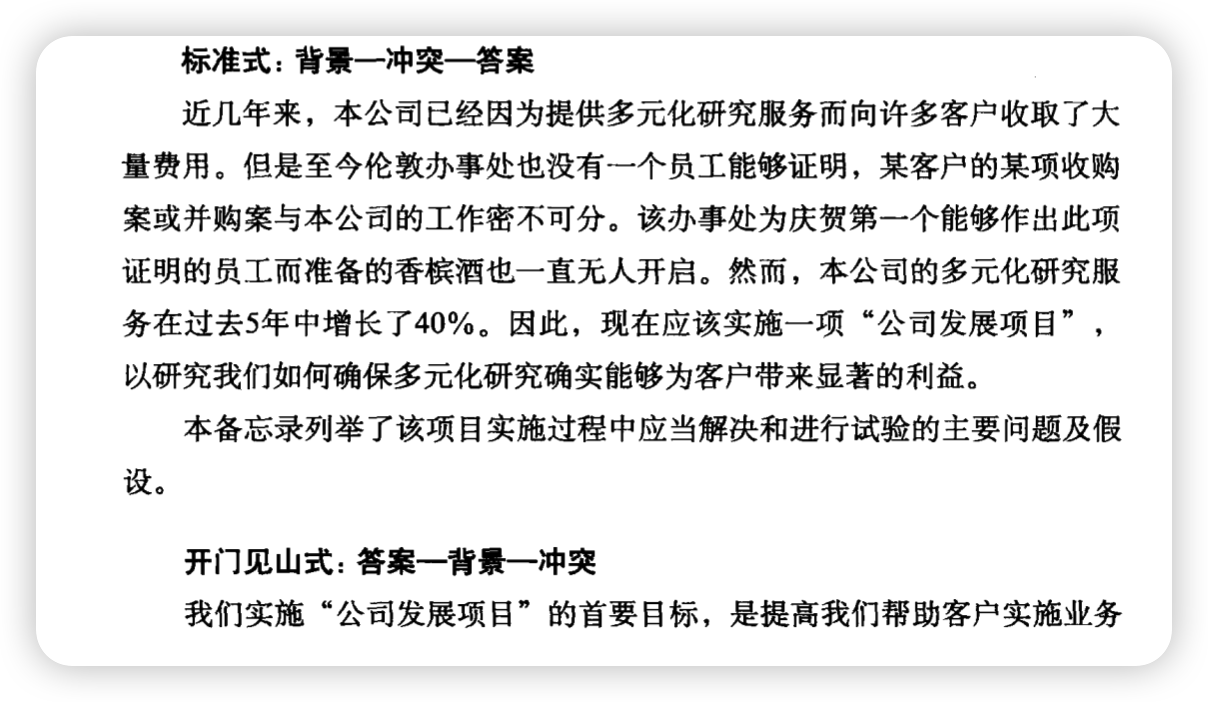 标准式：背景—冲突—答案
近几年来，本公司已经因为提供多元化研究服务而向许多客户收取了大
量费用。但是至今伦敦办事处也没有一个员工能够证明，某客户的某项收购
案或并购案与本公司的工作密不可分。该办事处为庆贺第一个能够作出此项
证明的员工而准备的香槟酒也一直无人开启。然而，本公司的多元化研究服
务在过去5年中增长了40%。因此，现在应该实施一项“公司发展项目”，
以研究我们如何确保多元化研究确实能够为客户带来显著的利益。
本备忘录列举了该项目实施过程中应当解决和进行试验的主要问题及假
设。
开门见山式：答案—背景—冲突
我们实施“公司发展项目”的首要目标，是提高我们帮助客户实施业务